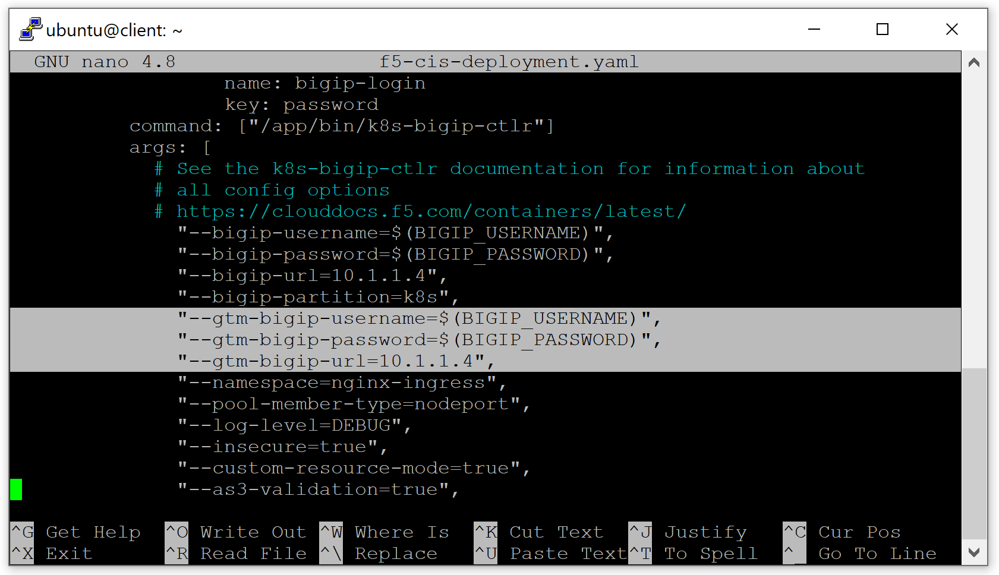 ubuntu@client: ~
GNU nano 4.8 f5-cis-deployment.yaml
name: bigip-login
key: password
command: ["/app/bin/k8s-bigip-ctlr"]
args: [
# See the k8s-bigip-ctlr documentation for information about
# all config options
# https://clouddocs.f5.com/containers/latest/
"--bigip-username=$(BIGIP_USERNAME)",
"--bigip-password=$(BIGIP_PASSWORD)",
"--bigip-url=10.1.1.4",
"--bigip-partition=k8s",
"--gtm-bigip-username=$(BIGIP_USERNAME)",
"--gtm-bigip-password=$(BIGIP_PASSWORD)",
"--gtm-bigip-url=10.1.1.4",
"--namespace=nginx-ingress",
"--pool-member-type=nodeport",
"--log-level=DEBUG",
"--insecure=true",
"--custom-resource-mode=true",
"--as3-validation=true",
^G Get Help ^O Write Out ^W Where Is ^K Cut Text ^J Justify ^C Cur Pos
^X Exit ^R Read File ^\ Replace ^U Paste Text ^T To Spell ^_ Go To Line